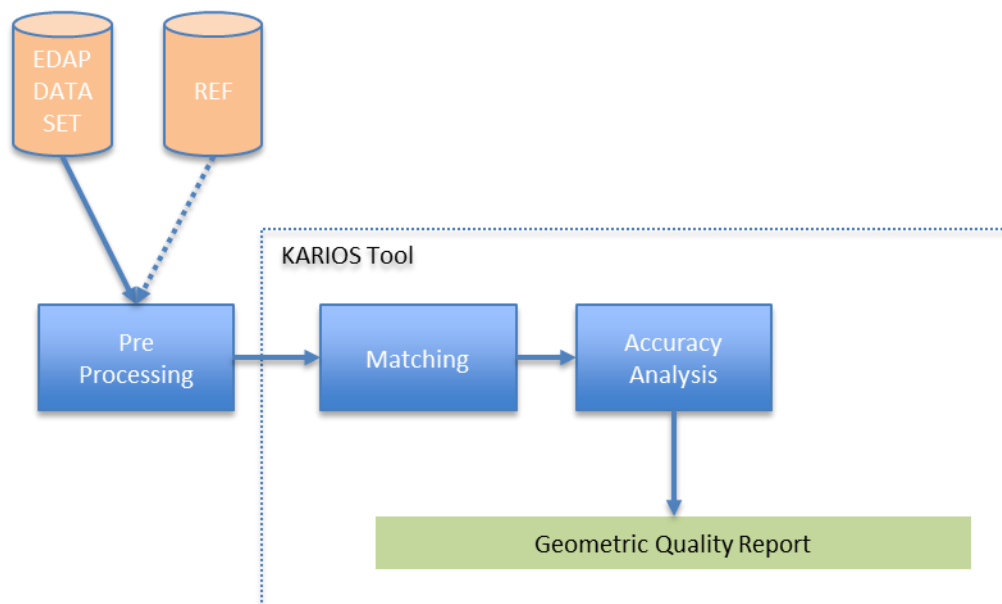 EDAP
DATA
SET
REF
KARIOS Tool
Pre
Processing
Matching
Accuracy
Analysis
Geometric Quality Report